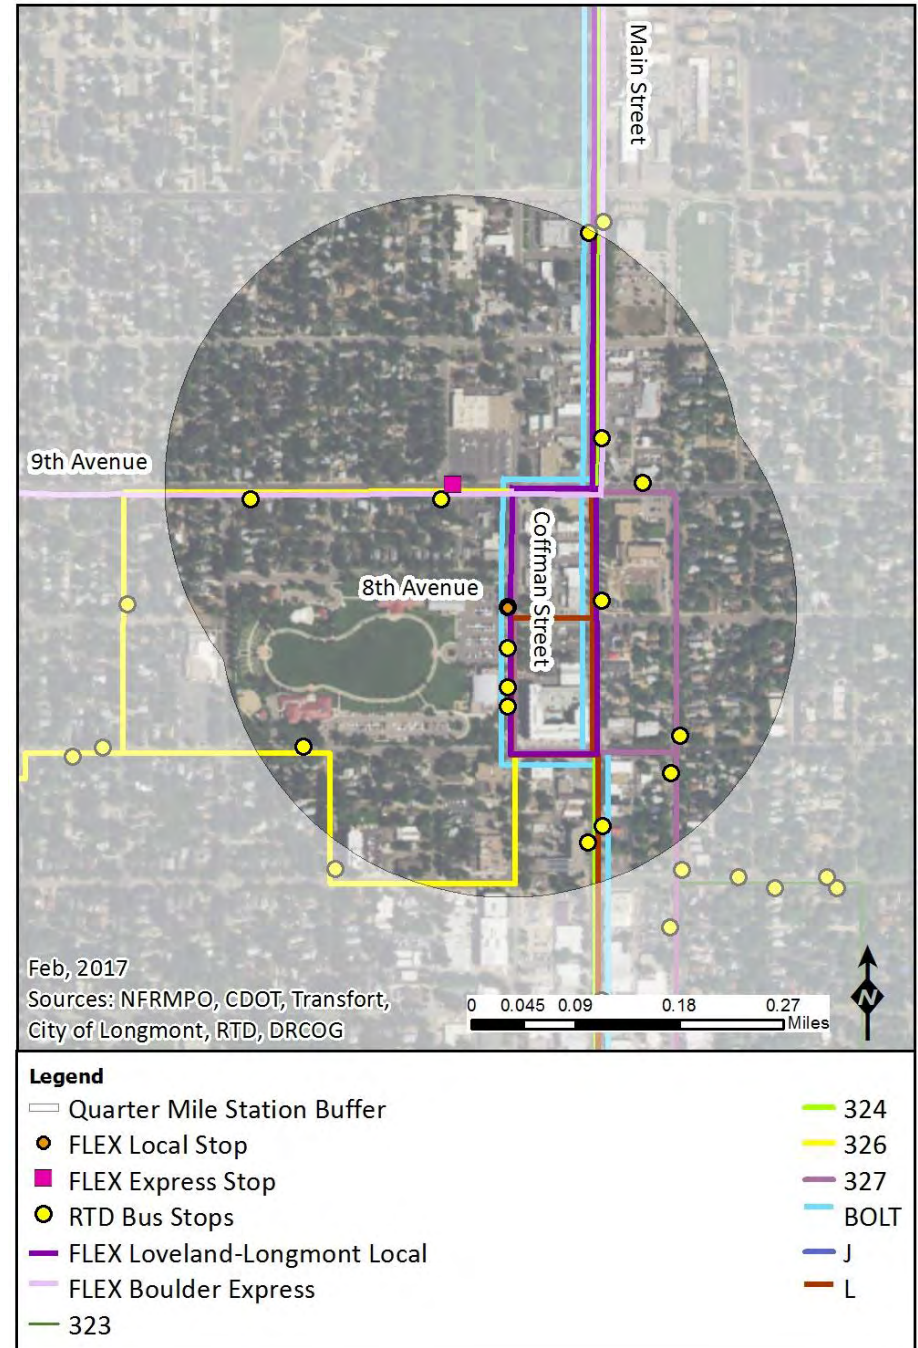 Main Street
9th Avenue
8th Avenue
Coffman Street
Feb, 2017
Sources: NFRMPO, CDOT, Transfort,
City of Longmont, RTD, DRCOG
0 0.045 0.09 0.18 0.27
Miles
N
Legend
Quarter Mile Station Buffer
FLEX Local Stop
FLEX Express Stop
RTD Bus Stops
FLEX Loveland-Longmont Local
FLEX Boulder Express
323
324
326
327
BOLT
J
L